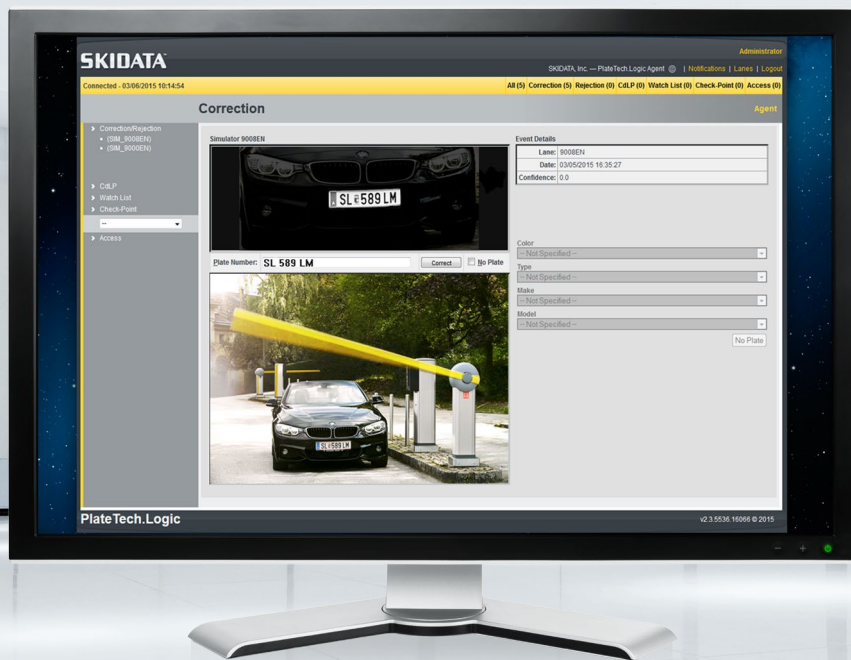 SKIDATA
Administrator
SKIDATA, Inc. — PlateTech.Logic Agent | Notifications | Lanes | Logout
Connected - 03/06/2015 10:14:54
All (5) Correction (5) Rejection (0) CdLP (0) Watch List (0) Check-Point (0) Access (0)
Correction
Agent
Correction/Rejection
(SIM_9008EN)
(SIM_9000EN)
CdLP
Watch List
Check-Point
--
Access
Simulator 9008EN
SL 589 LM
Plate Number: SL 589 LM Correct No Plate
SL 589 LM
Event Details
Lane: 9008EN
Date: 03/05/2015 16:35:27
Confidence: 0.0
Color
-- Not Specified --
Type
-- Not Specified --
Make
-- Not Specified --
Model
-- Not Specified --
No Plate
PlateTech.Logic
v2.3.5536.16066 © 2015